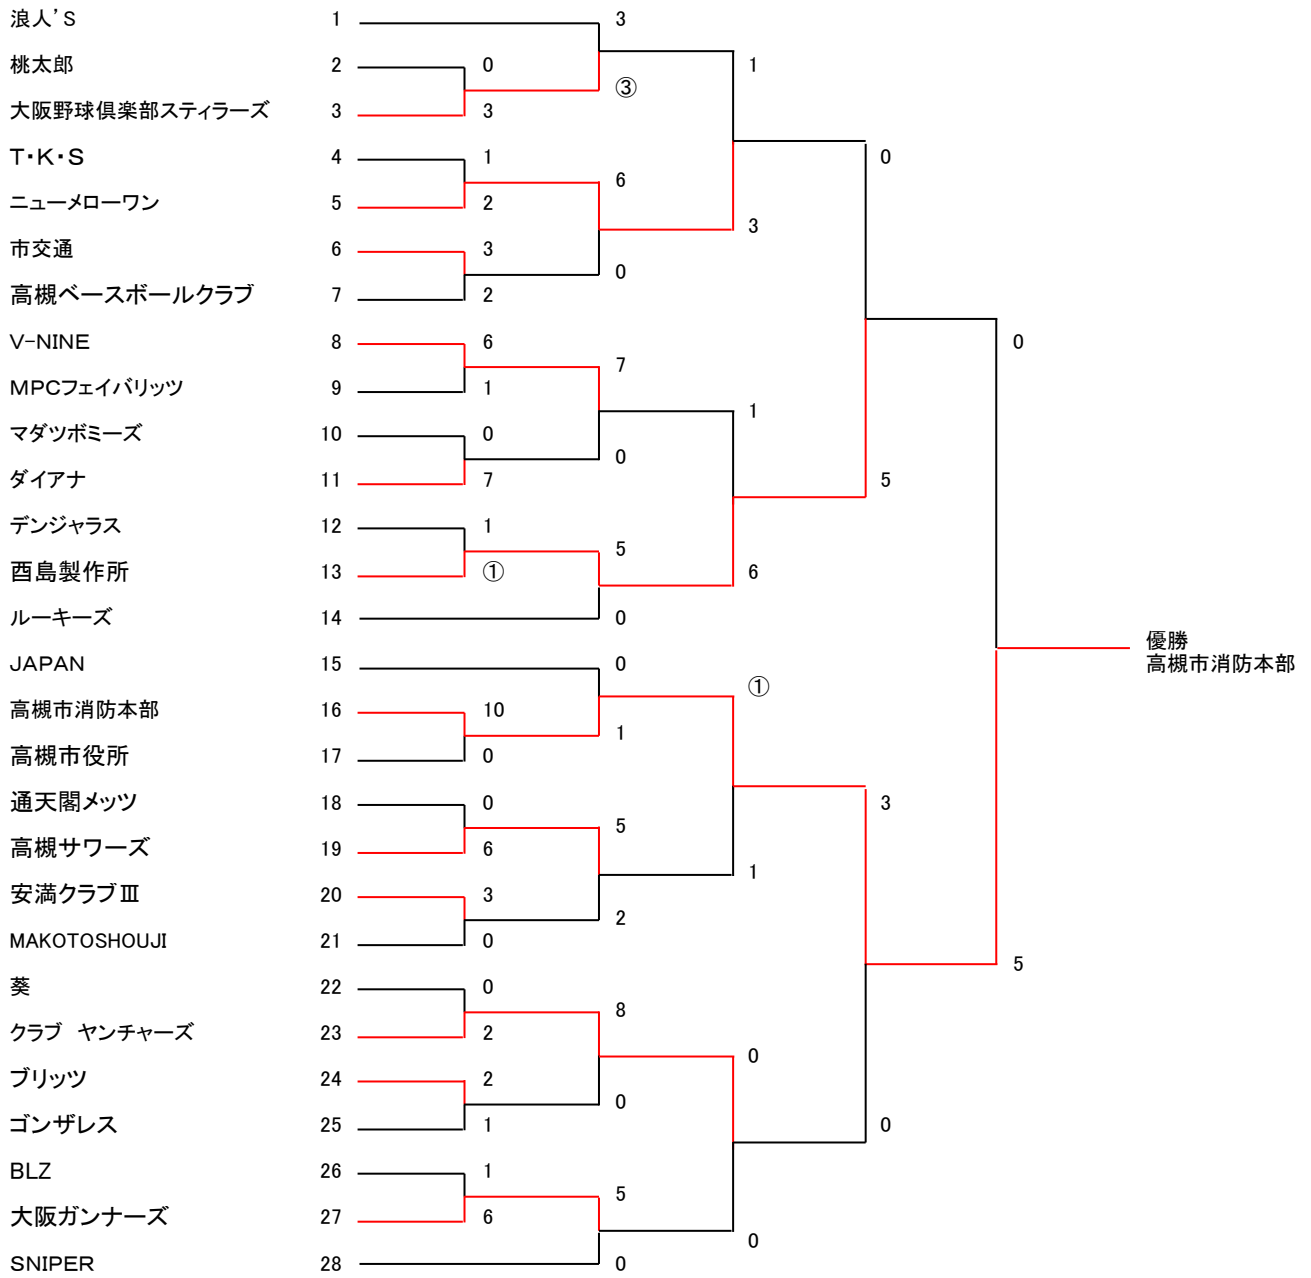 浪人’S 1 3
桃太郎 2 0 1
③
大阪野球倶楽部スティラーズ 3 3
T・K・S 4 1 0
6
ニューメローワン 5 2
3
市交通 6 3
0
高槻ベースボールクラブ 7 2
V-NINE 8 6 0
7
MPCフェイバリッツ 9 1
1
マダツボミーズ 10 0
0
ダイアナ 11 7 5
デンジャラス 12 1
5
酉島製作所 13 ① 6
ルーキーズ 14 0
優勝
JAPAN 15 0 高槻市消防本部
①
高槻市消防本部 16 10
1
高槻市役所 17 0
通天閣メッツ 18 0 3
5
高槻サワーズ 19 6
1
安満クラブⅢ 20 3
2
MAKOTOSHOUJI 21 0
5
葵 22 0
8
クラブ ヤンチャーズ 23 2
0
ブリッツ 24 2
0
ゴンザレス 25 1 0
BLZ 26 1
5
大阪ガンナーズ 27 6
0
SNIPER 28 0